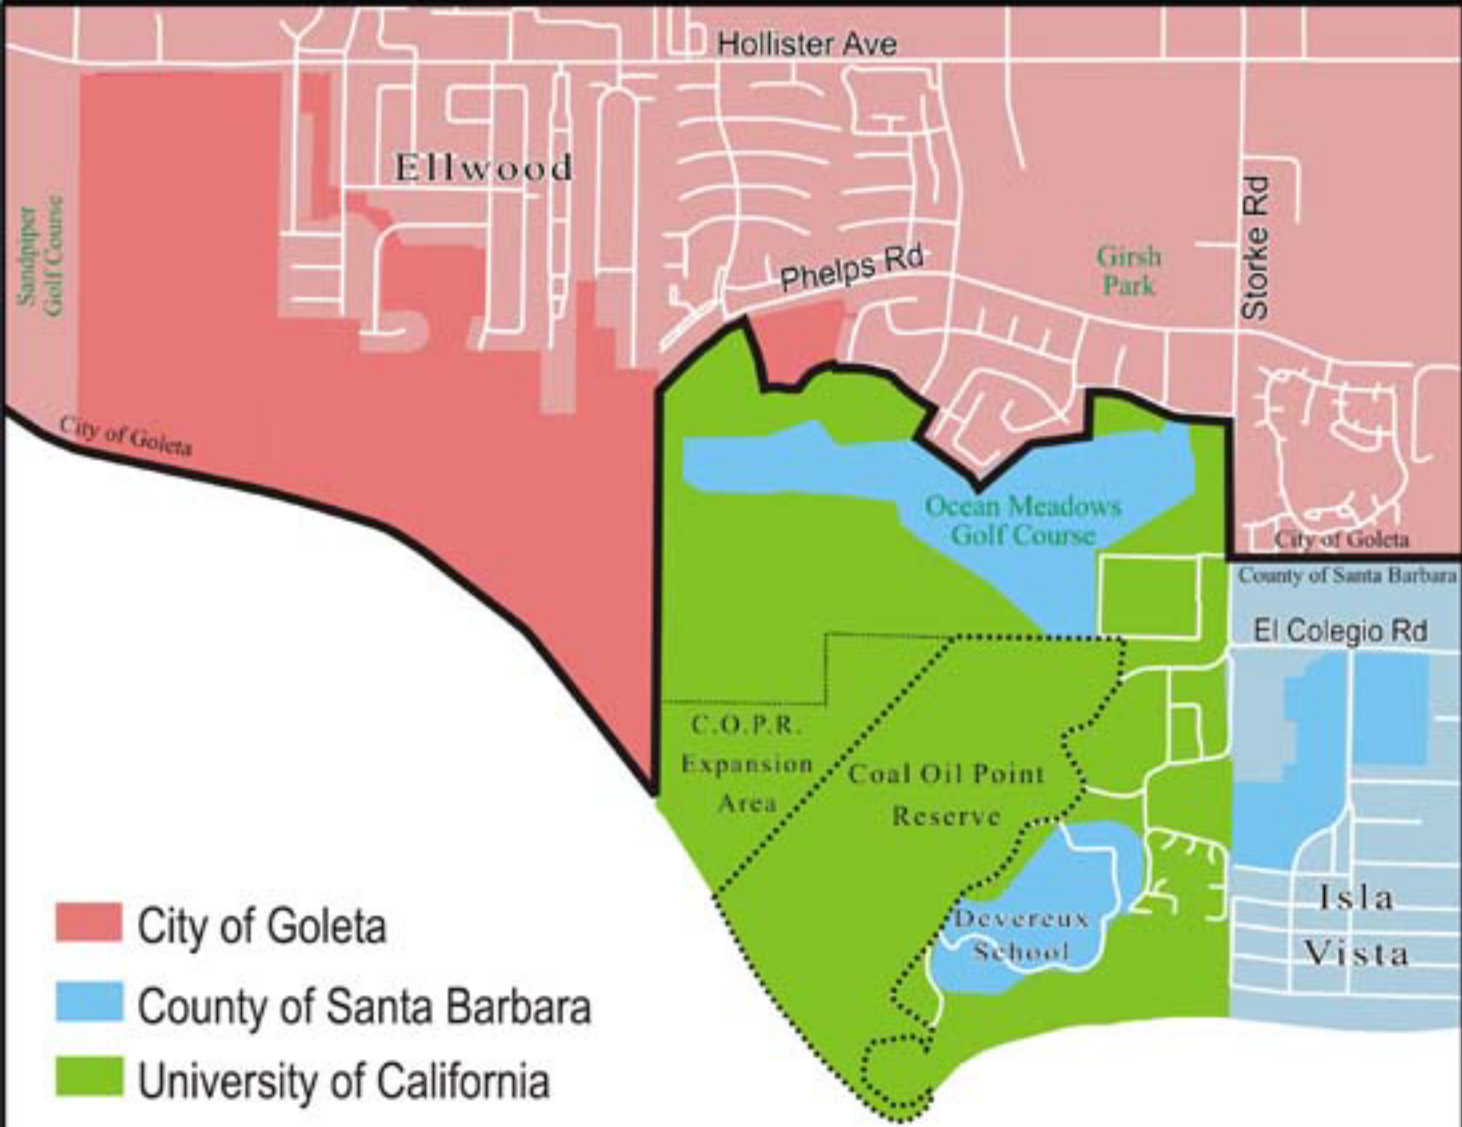 Hollister Ave
Ellwood
Sandpiper
Golf Course
Phelps Rd
Girsh
Park
Storke Rd
City of Goleta
Ocean Meadows
Golf Course
City of Goleta
County of Santa Barbara
El Colegio Rd
C.O.P.R.
Expansion
Area
Coal Oil Point
Reserve
Devereux
School
Isla
Vista
City of Goleta
County of Santa Barbara
University of California